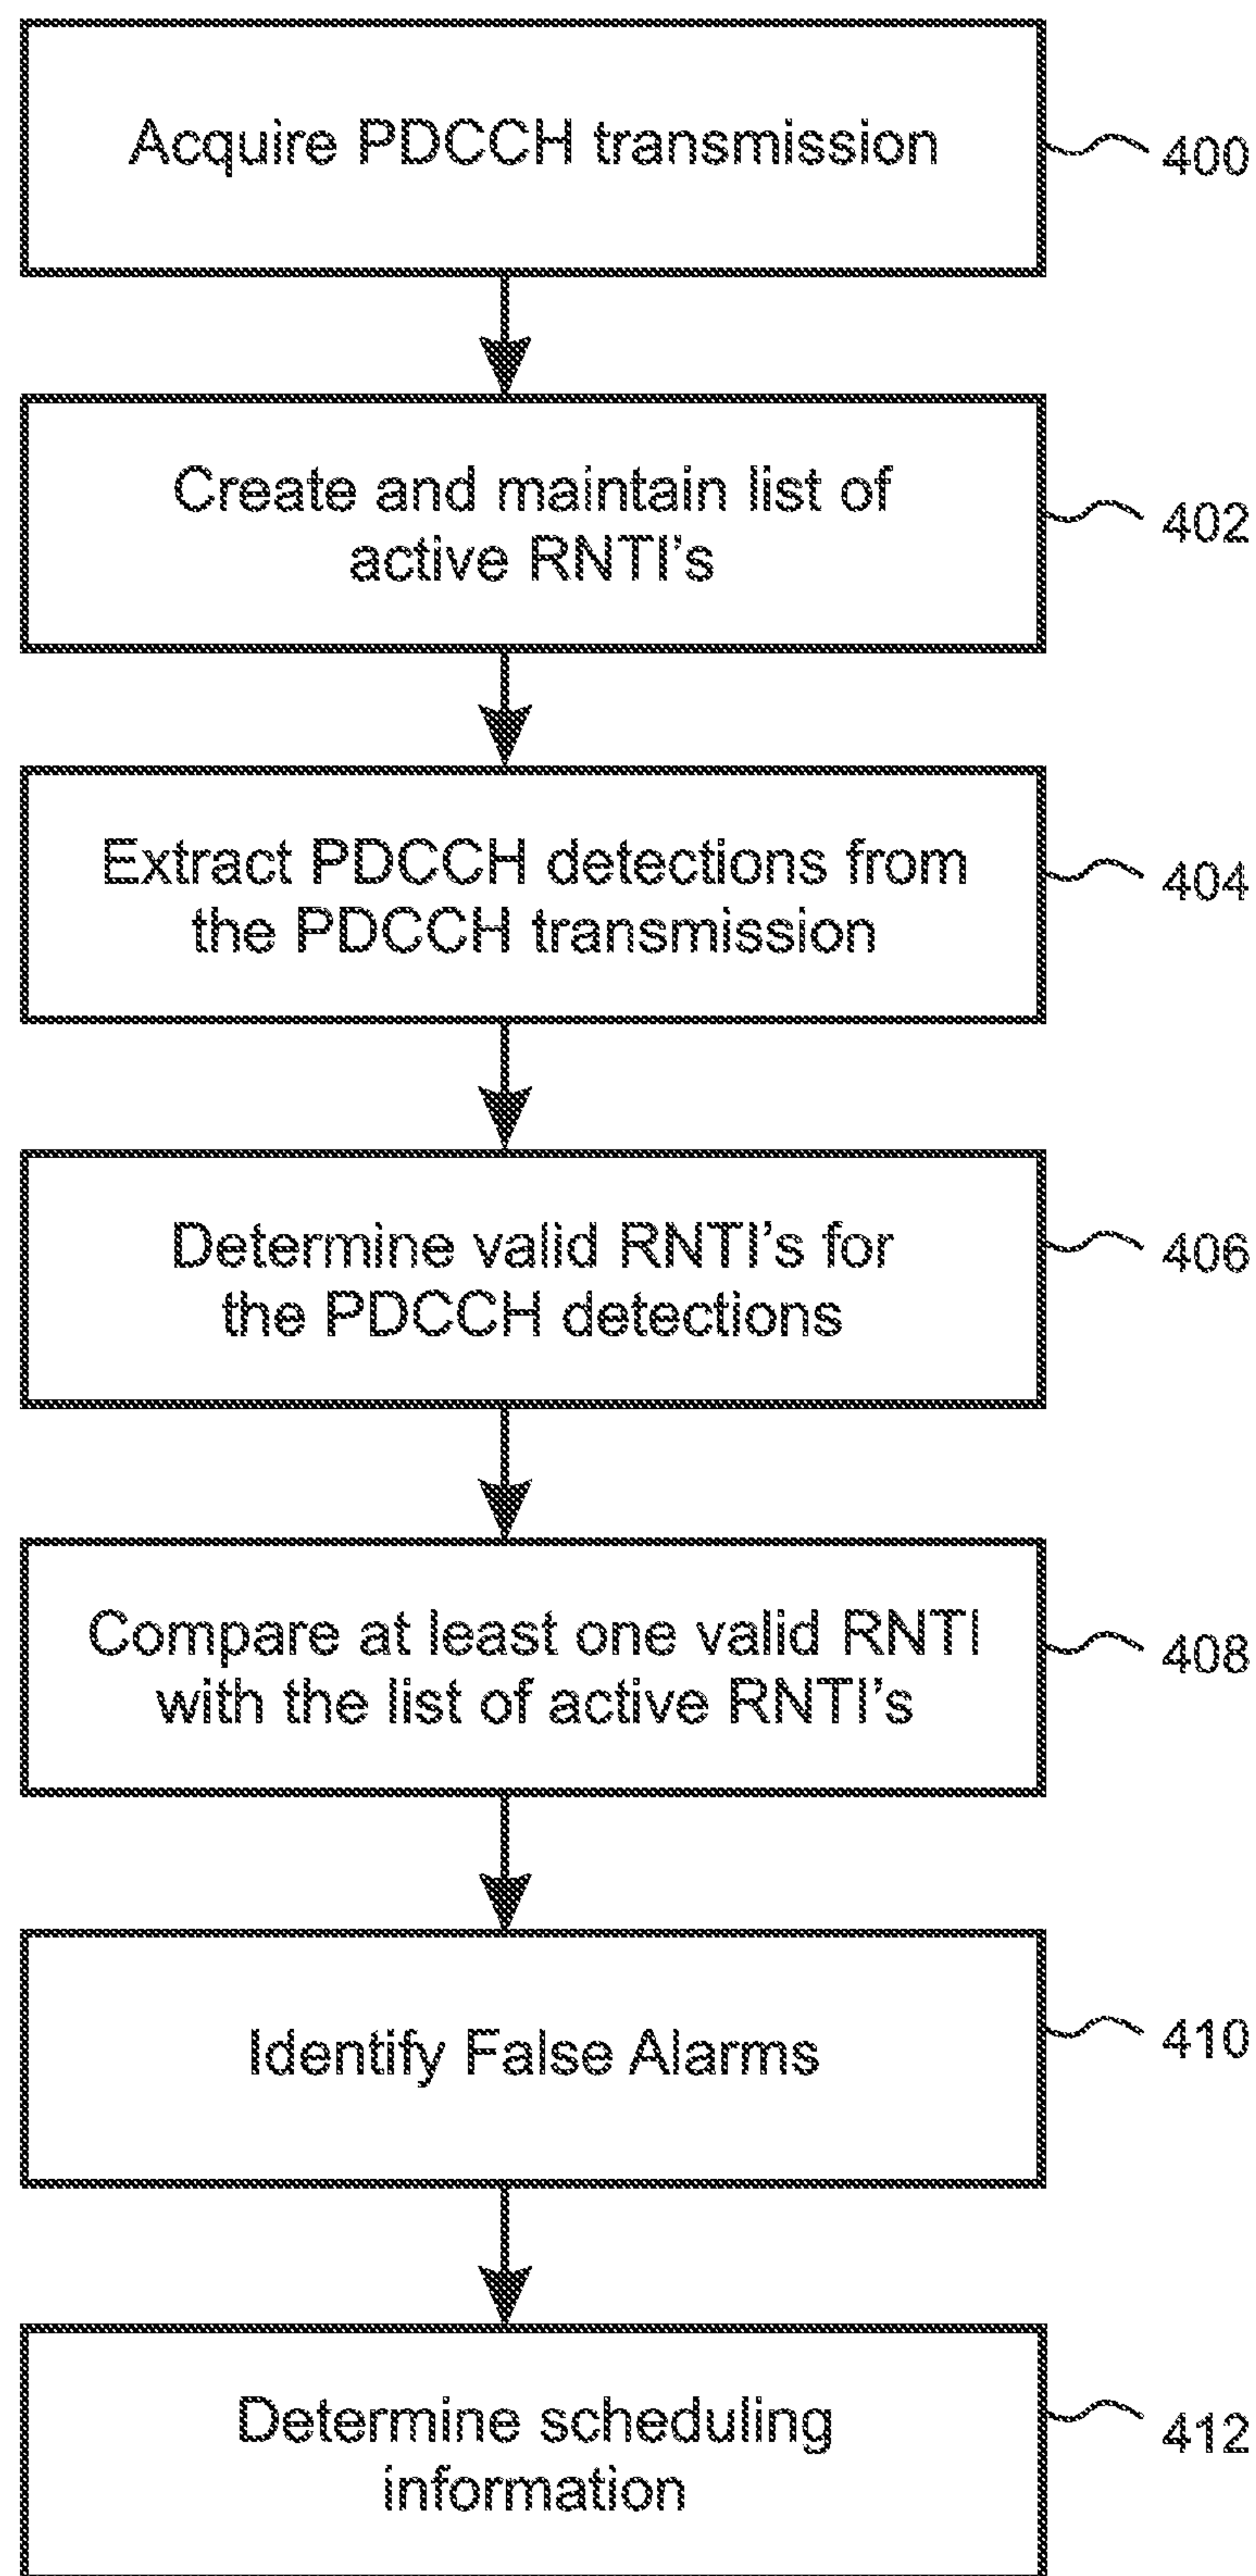 Acquire PDCCH transmission
400
Create and maintain list of
active RNTI's
402
Extract PDCCH detections from
the PDCCH transmission
404
Determine valid RNTI's for
the PDCCH detections
406
Compare at least one valid RNTI
with the list of active RNTI's
408
Identify False Alarms
410
Determine scheduling
information
412